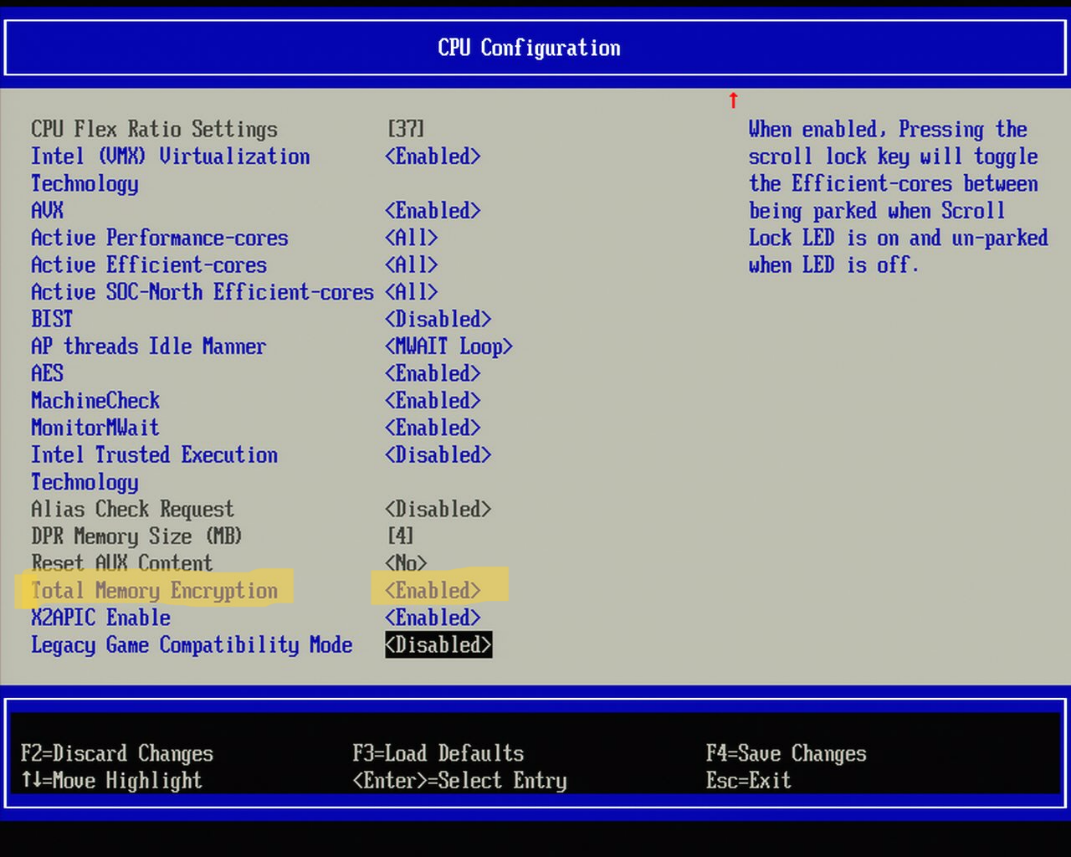 CPU Configuration
CPU Flex Ratio Settings [37]
Intel (VMX) Virtualization <Enabled>
Technology
AVX <Enabled>
Active Performance-cores <All>
Active Efficient-cores <All>
Active SOC-North Efficient-cores <All>
BIST <Disabled>
AP threads Idle Manner <MWAIT Loop>
AES <Enabled>
MachineCheck <Enabled>
MonitorMWait <Enabled>
Intel Trusted Execution <Disabled>
Technology
Alias Check Request <Disabled>
DPR Memory Size (MB) [4]
Reset AUX Content <No>
Total Memory Encryption <Enabled>
X2APIC Enable <Enabled>
Legacy Game Compatibility Mode <Disabled>
↑
When enabled, Pressing the
scroll lock key will toggle
the Efficient-cores between
being parked when Scroll
Lock LED is on and un-parked
when LED is off.
F2=Discard Changes F3=Load Defaults F4=Save Changes
↑↓=Move Highlight <Enter>=Select Entry Esc=Exit